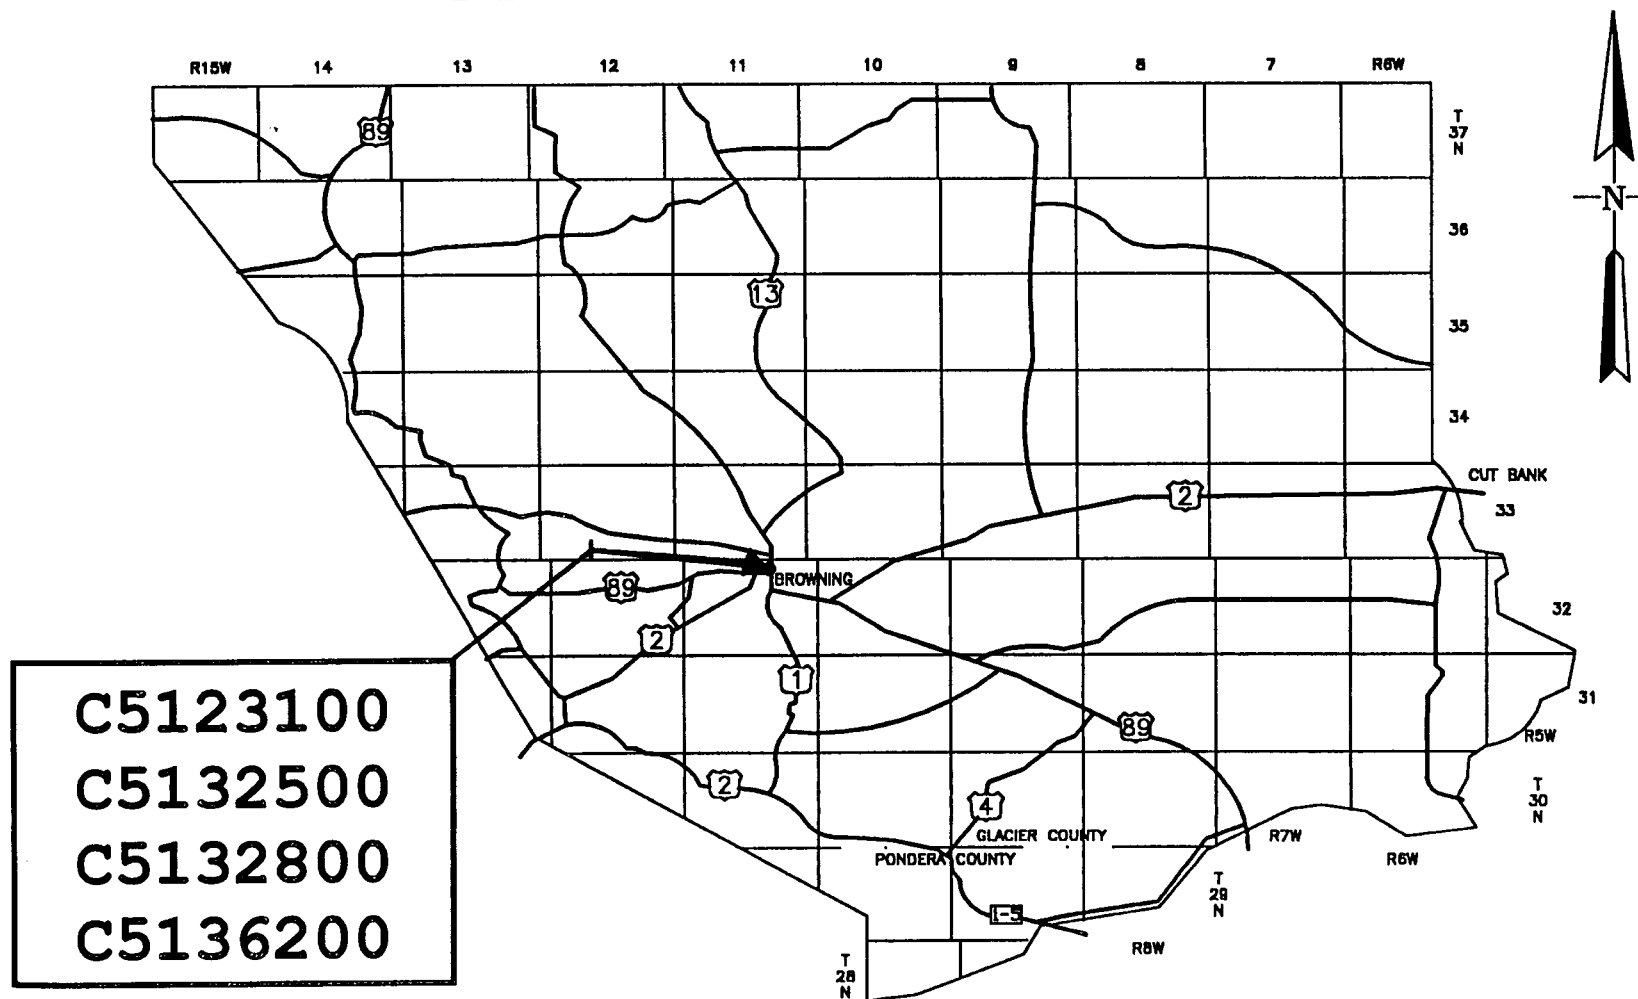 R15W 14 13 12 11 10 9 8 7 R6W
T
37
N
89
N
36
13
35
34
CUT BANK
2
33
BROWNING
89
32
2
1
31
C5123100
C5132500
C5132800
C5136200
89
R5W
2
T
30
N
4
GLACIER COUNTY
R7W
PONDERA COUNTY
R6W
T
29
N
1-5
R8W
T
28
N